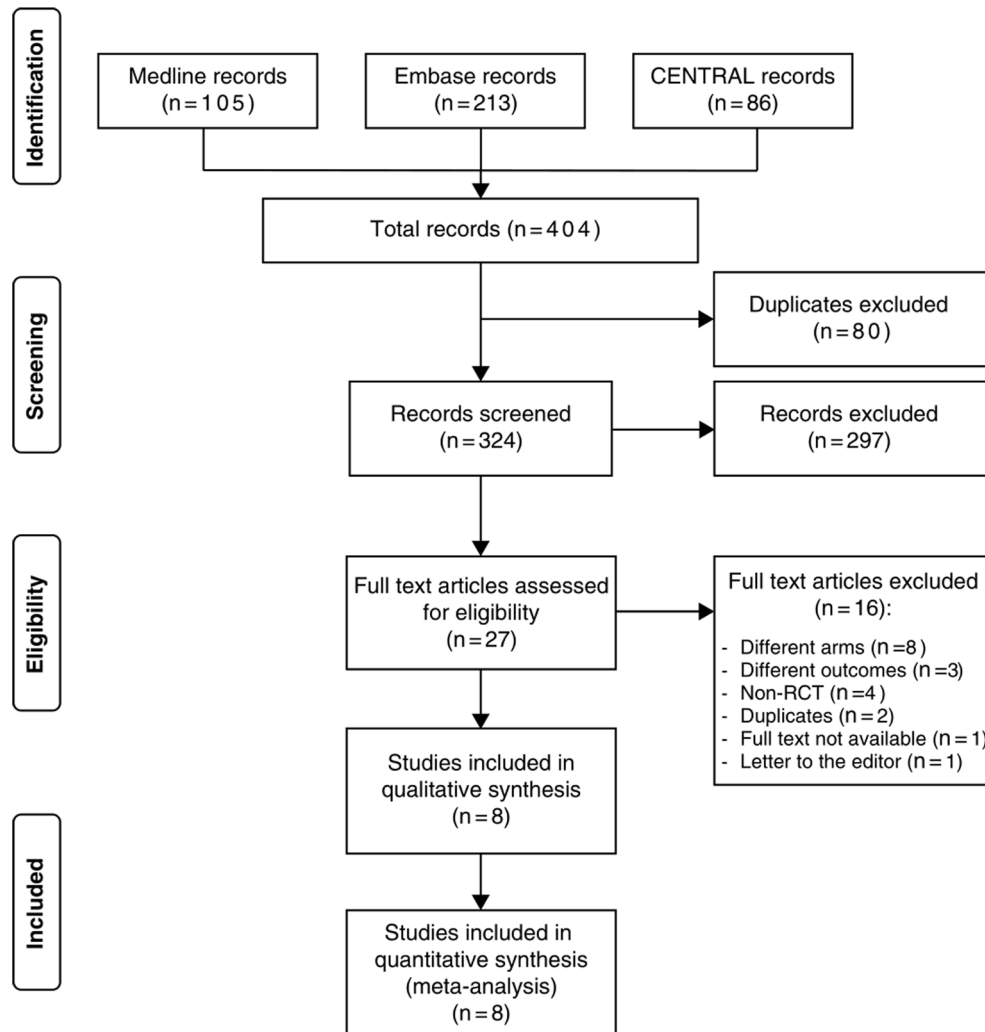 Identification
Medline records
(n=105)
Embase records
(n=213)
CENTRAL records
(n=86)
Total records (n=404)
Screening
Duplicates excluded
(n=80)
Records screened
(n=324)
Records excluded
(n=297)
Eligibility
Full text articles assessed
for eligibility
(n=27)
Full text articles excluded
(n=16):
- Different arms (n=8)
- Different outcomes (n=3)
- Non-RCT (n=4)
- Duplicates (n=2)
- Full text not available (n=1)
- Letter to the editor (n=1)
Studies included in
qualitative synthesis
(n=8)
Included
Studies included in
quantitative synthesis
(meta-analysis)
(n=8)